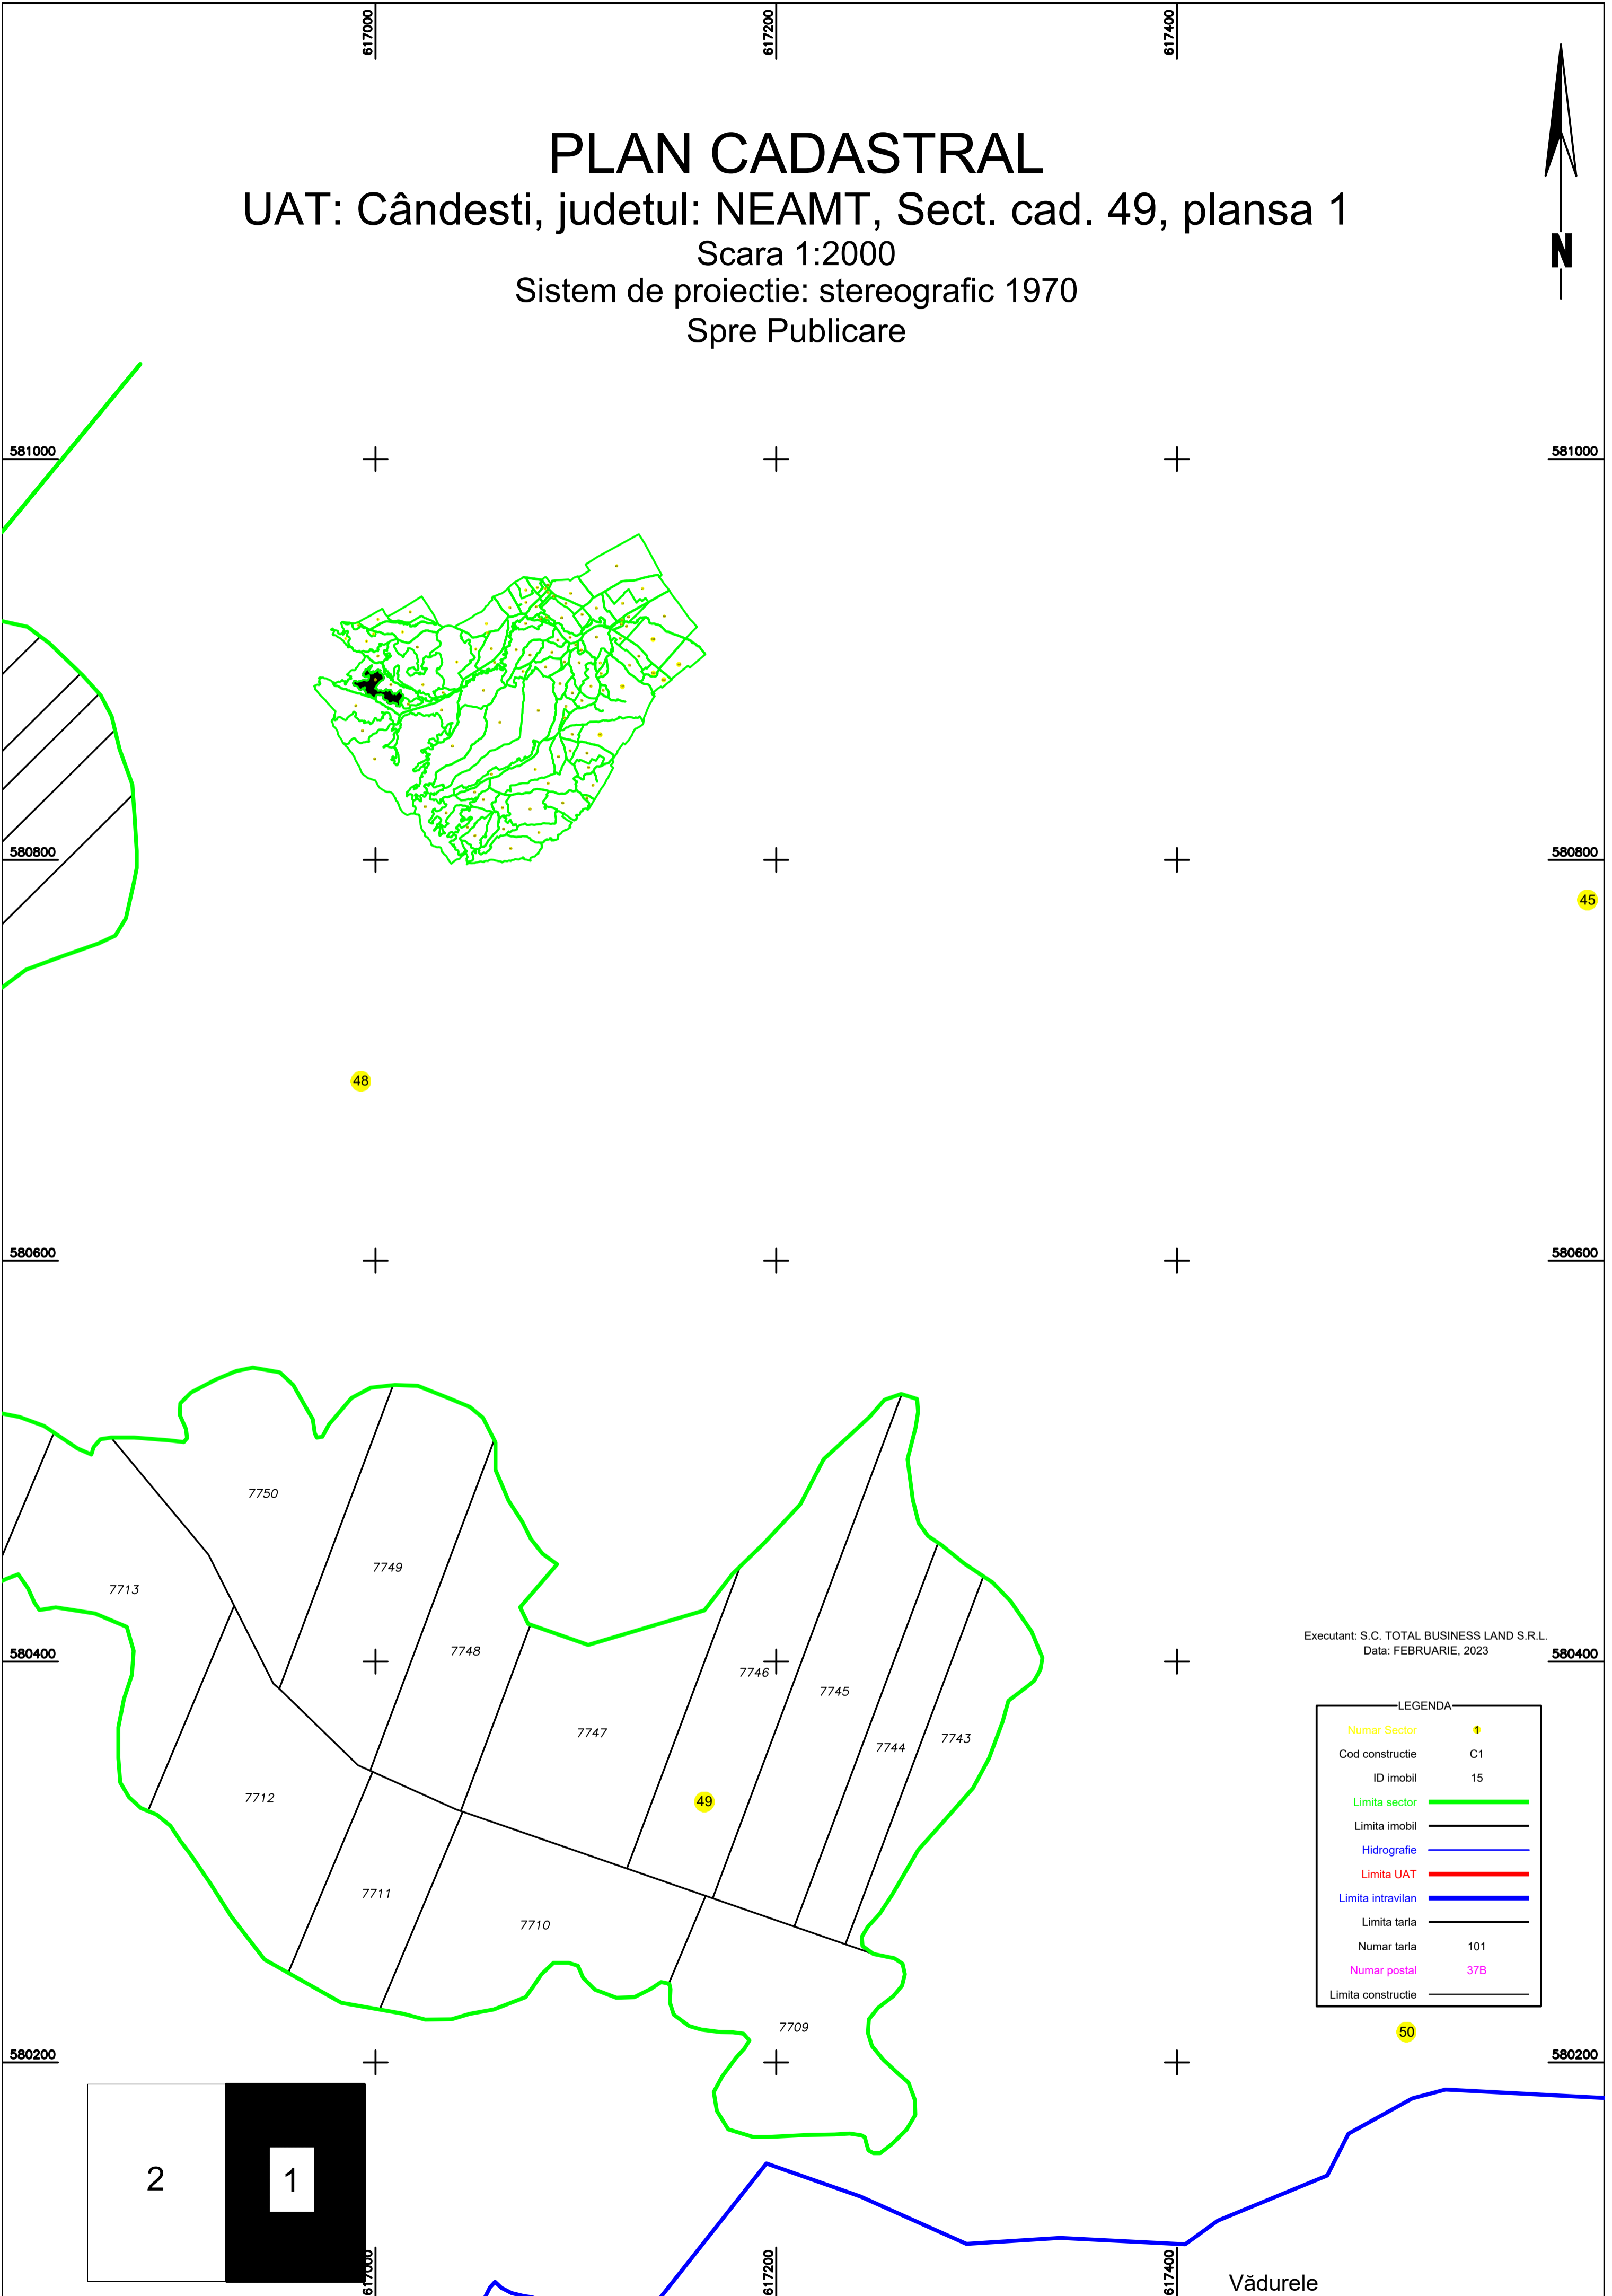 617000
617200
617400
PLAN CADASTRAL
UAT: Cândesti, judetul: NEAMT, Sect. cad. 49, plansa 1
Scara 1:2000
Sistem de proiectie: stereografic 1970
Spre Publicare
N
581000
581000
580800
580800
45
48
580600
580600
7750
7749
7713
7748
7746
7745
7747
7744
7743
580400
Executant: S.C. TOTAL BUSINESS LAND S.R.L.
Data: FEBRUARIE, 2023
580400
LEGENDA
Numar Sector 1
Cod constructie C1
ID imobil 15
Limita sector
Limita imobil
Hidrografie
Limita UAT
Limita intravilan
Limita tarla
Numar tarla 101
Numar postal 37B
Limita constructie
7712
49
7711
7710
7709
50
580200
580200
2
1
617000
617200
617400
Vădurele